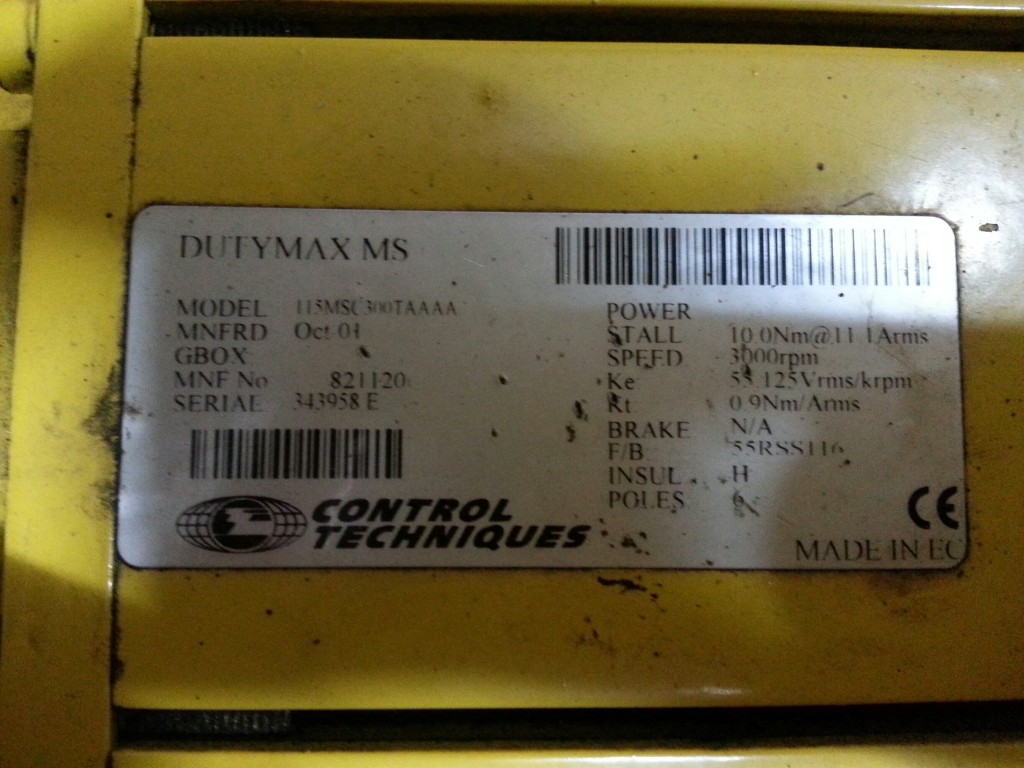 DUTYMAX MS
MODEL 115MSC300TAAAA
MNFRD Oct-01
GBOX
MNF No 821120
SERIAL 343958 E
CONTROL
TECHNIQUES
POWER
STALL 10.0Nm@11.1Arms
SPEED 3000rpm
Ke 55.125Vrms/krpm
Kt 0.9Nm/Arms
BRAKE N/A
F/B 55RSS116
INSUL H
POLES 6
CE
MADE IN EC